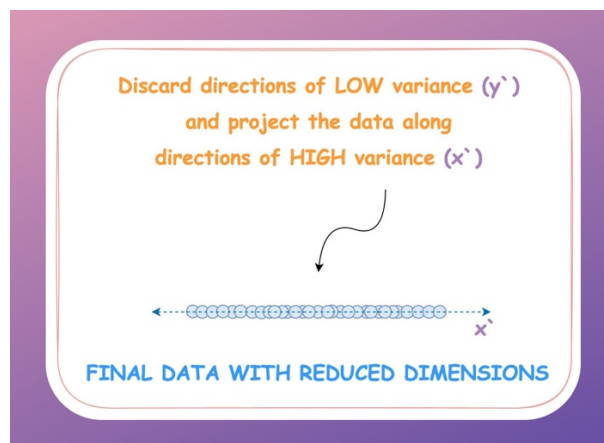 Discard directions of LOW variance (y`)
and project the data along
directions of HIGH variance (x`)
x`
FINAL DATA WITH REDUCED DIMENSIONS